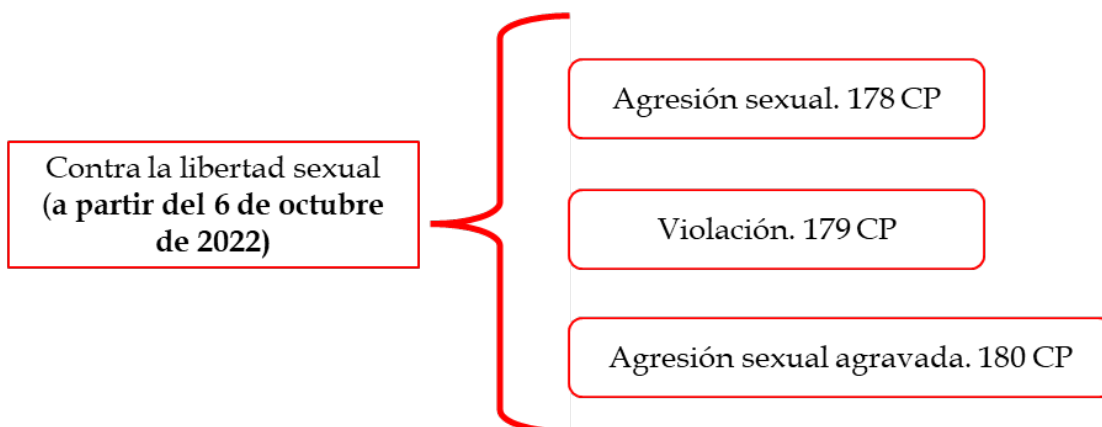 Contra la libertad sexual
(a partir del 6 de octubre
de 2022)
Agresión sexual. 178 CP
Violación. 179 CP
Agresión sexual agravada. 180 CP